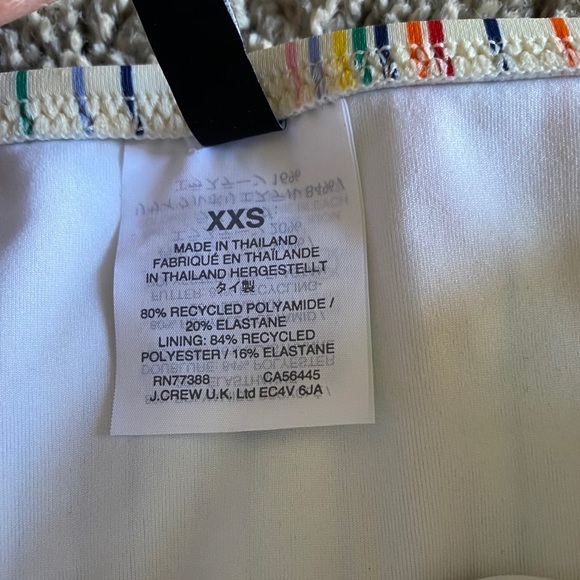 XXS
MADE IN THAILAND
FABRIQUÉ EN THAÏLANDE
IN THAILAND HERGESTELLT
タイ製
80% RECYCLED POLYAMIDE /
20% ELASTANE
LINING: 84% RECYCLED
POLYESTER / 16% ELASTANE
RN77388 CA56445
J.CREW U.K. Ltd EC4V 6JA